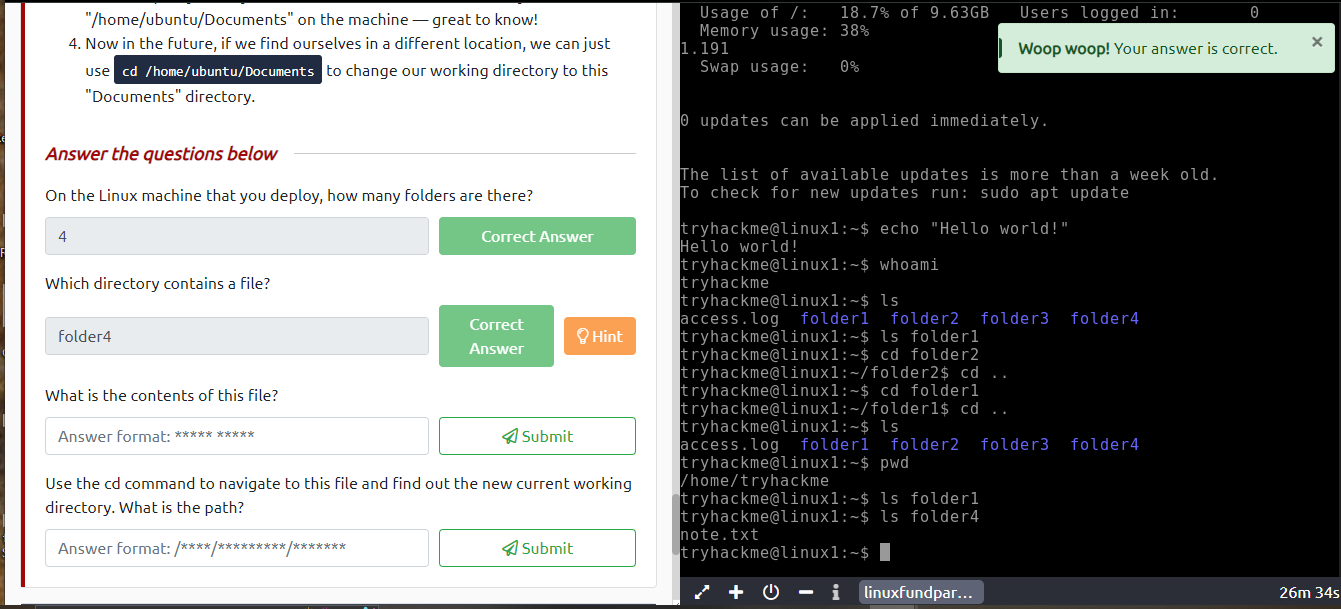 "/home/ubuntu/Documents" on the machine — great to know!
4. Now in the future, if we find ourselves in a different location, we can just
use cd /home/ubuntu/Documents to change our working directory to this
"Documents" directory.
Answer the questions below
On the Linux machine that you deploy, how many folders are there?
4
Correct Answer
Which directory contains a file?
folder4
Correct
Answer
Hint
What is the contents of this file?
Answer format: ***** *****
Submit
Use the cd command to navigate to this file and find out the new current working
directory. What is the path?
Answer format: /****/*********/*******
Submit
Usage of /:   18.7% of 9.63GB   Users logged in:       0
Memory usage: 38%
1.191
Swap usage:   0%
Woop woop! Your answer is correct.
×
0 updates can be applied immediately.
The list of available updates is more than a week old.
To check for new updates run: sudo apt update
tryhackme@linux1:~$ echo "Hello world!"
Hello world!
tryhackme@linux1:~$ whoami
tryhackme
tryhackme@linux1:~$ ls
access.log  folder1  folder2  folder3  folder4
tryhackme@linux1:~$ ls folder1
tryhackme@linux1:~$ cd folder2
tryhackme@linux1:~/folder2$ cd ..
tryhackme@linux1:~$ cd folder1
tryhackme@linux1:~/folder1$ cd ..
tryhackme@linux1:~$ ls
access.log  folder1  folder2  folder3  folder4
tryhackme@linux1:~$ pwd
/home/tryhackme
tryhackme@linux1:~$ ls folder1
tryhackme@linux1:~$ ls folder4
note.txt
tryhackme@linux1:~$
linuxfundpar...
26m 34s